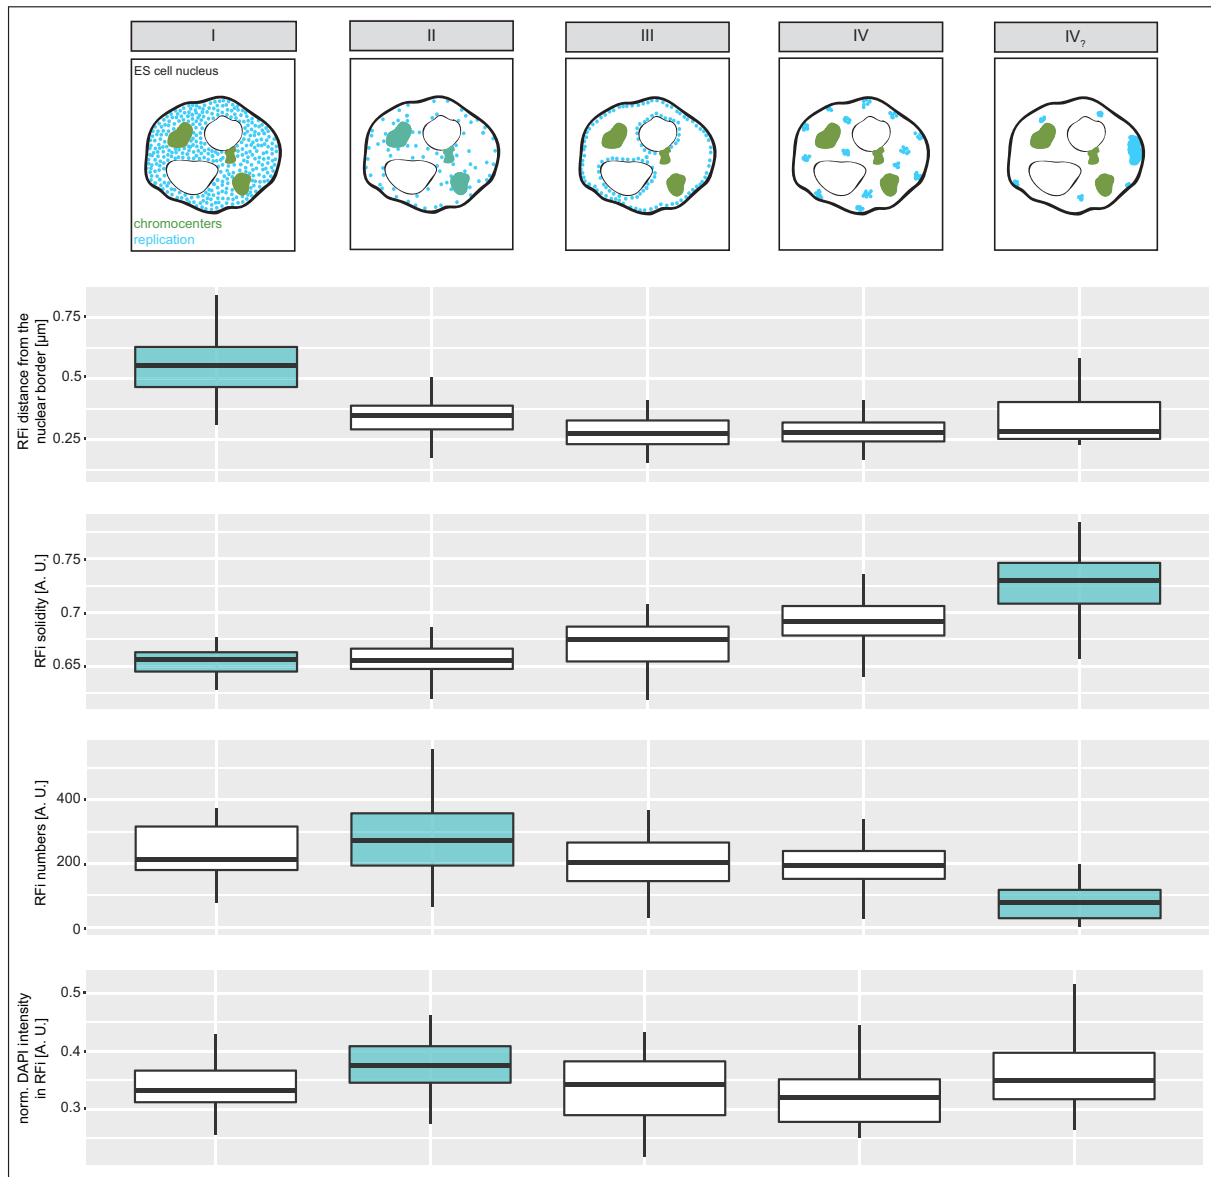 I
II
III
IV
IV?
ES cell nucleus
chromocenters
replication
RFi distance from the
nuclear border [µm]
0.75
0.5
0.25
RFi solidity [A. U.]
0.75
0.7
0.65
RFi numbers [A. U.]
400
200
0
norm. DAPI intensity
in RFi [A. U.]
0.5
0.4
0.3